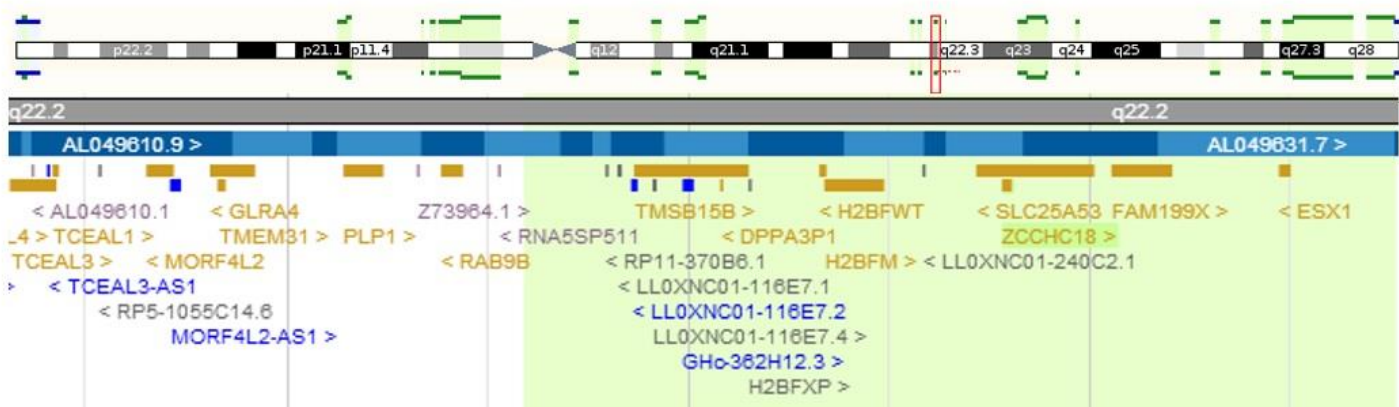 p22.2 p21.1 p11.4 q12 q21.1 q22.3 q23 q24 q25 q27.3 q28
q22.2 q22.2
AL049610.9 > AL049631.7 >
< AL049610.1 < GLRA4 Z73964.1 > TMSB15B > < H2BFWT < SLC25A53 FAM199X > < ESX1
L4 > TCEAL1 > TMEM31 > PLP1 > < RNA5SP511 < DPPA3P1 ZCCHC18 >
TCEAL3 > < MORF4L2 < RAB9B < RP11-370B6.1 H2BFM > < LL0XNC01-240C2.1
> < TCEAL3-AS1 < LL0XNC01-116E7.1
< RP5-1055C14.6 < LL0XNC01-116E7.2
MORF4L2-AS1 > LL0XNC01-116E7.4 >
GHc-362H12.3 >
H2BFXP >